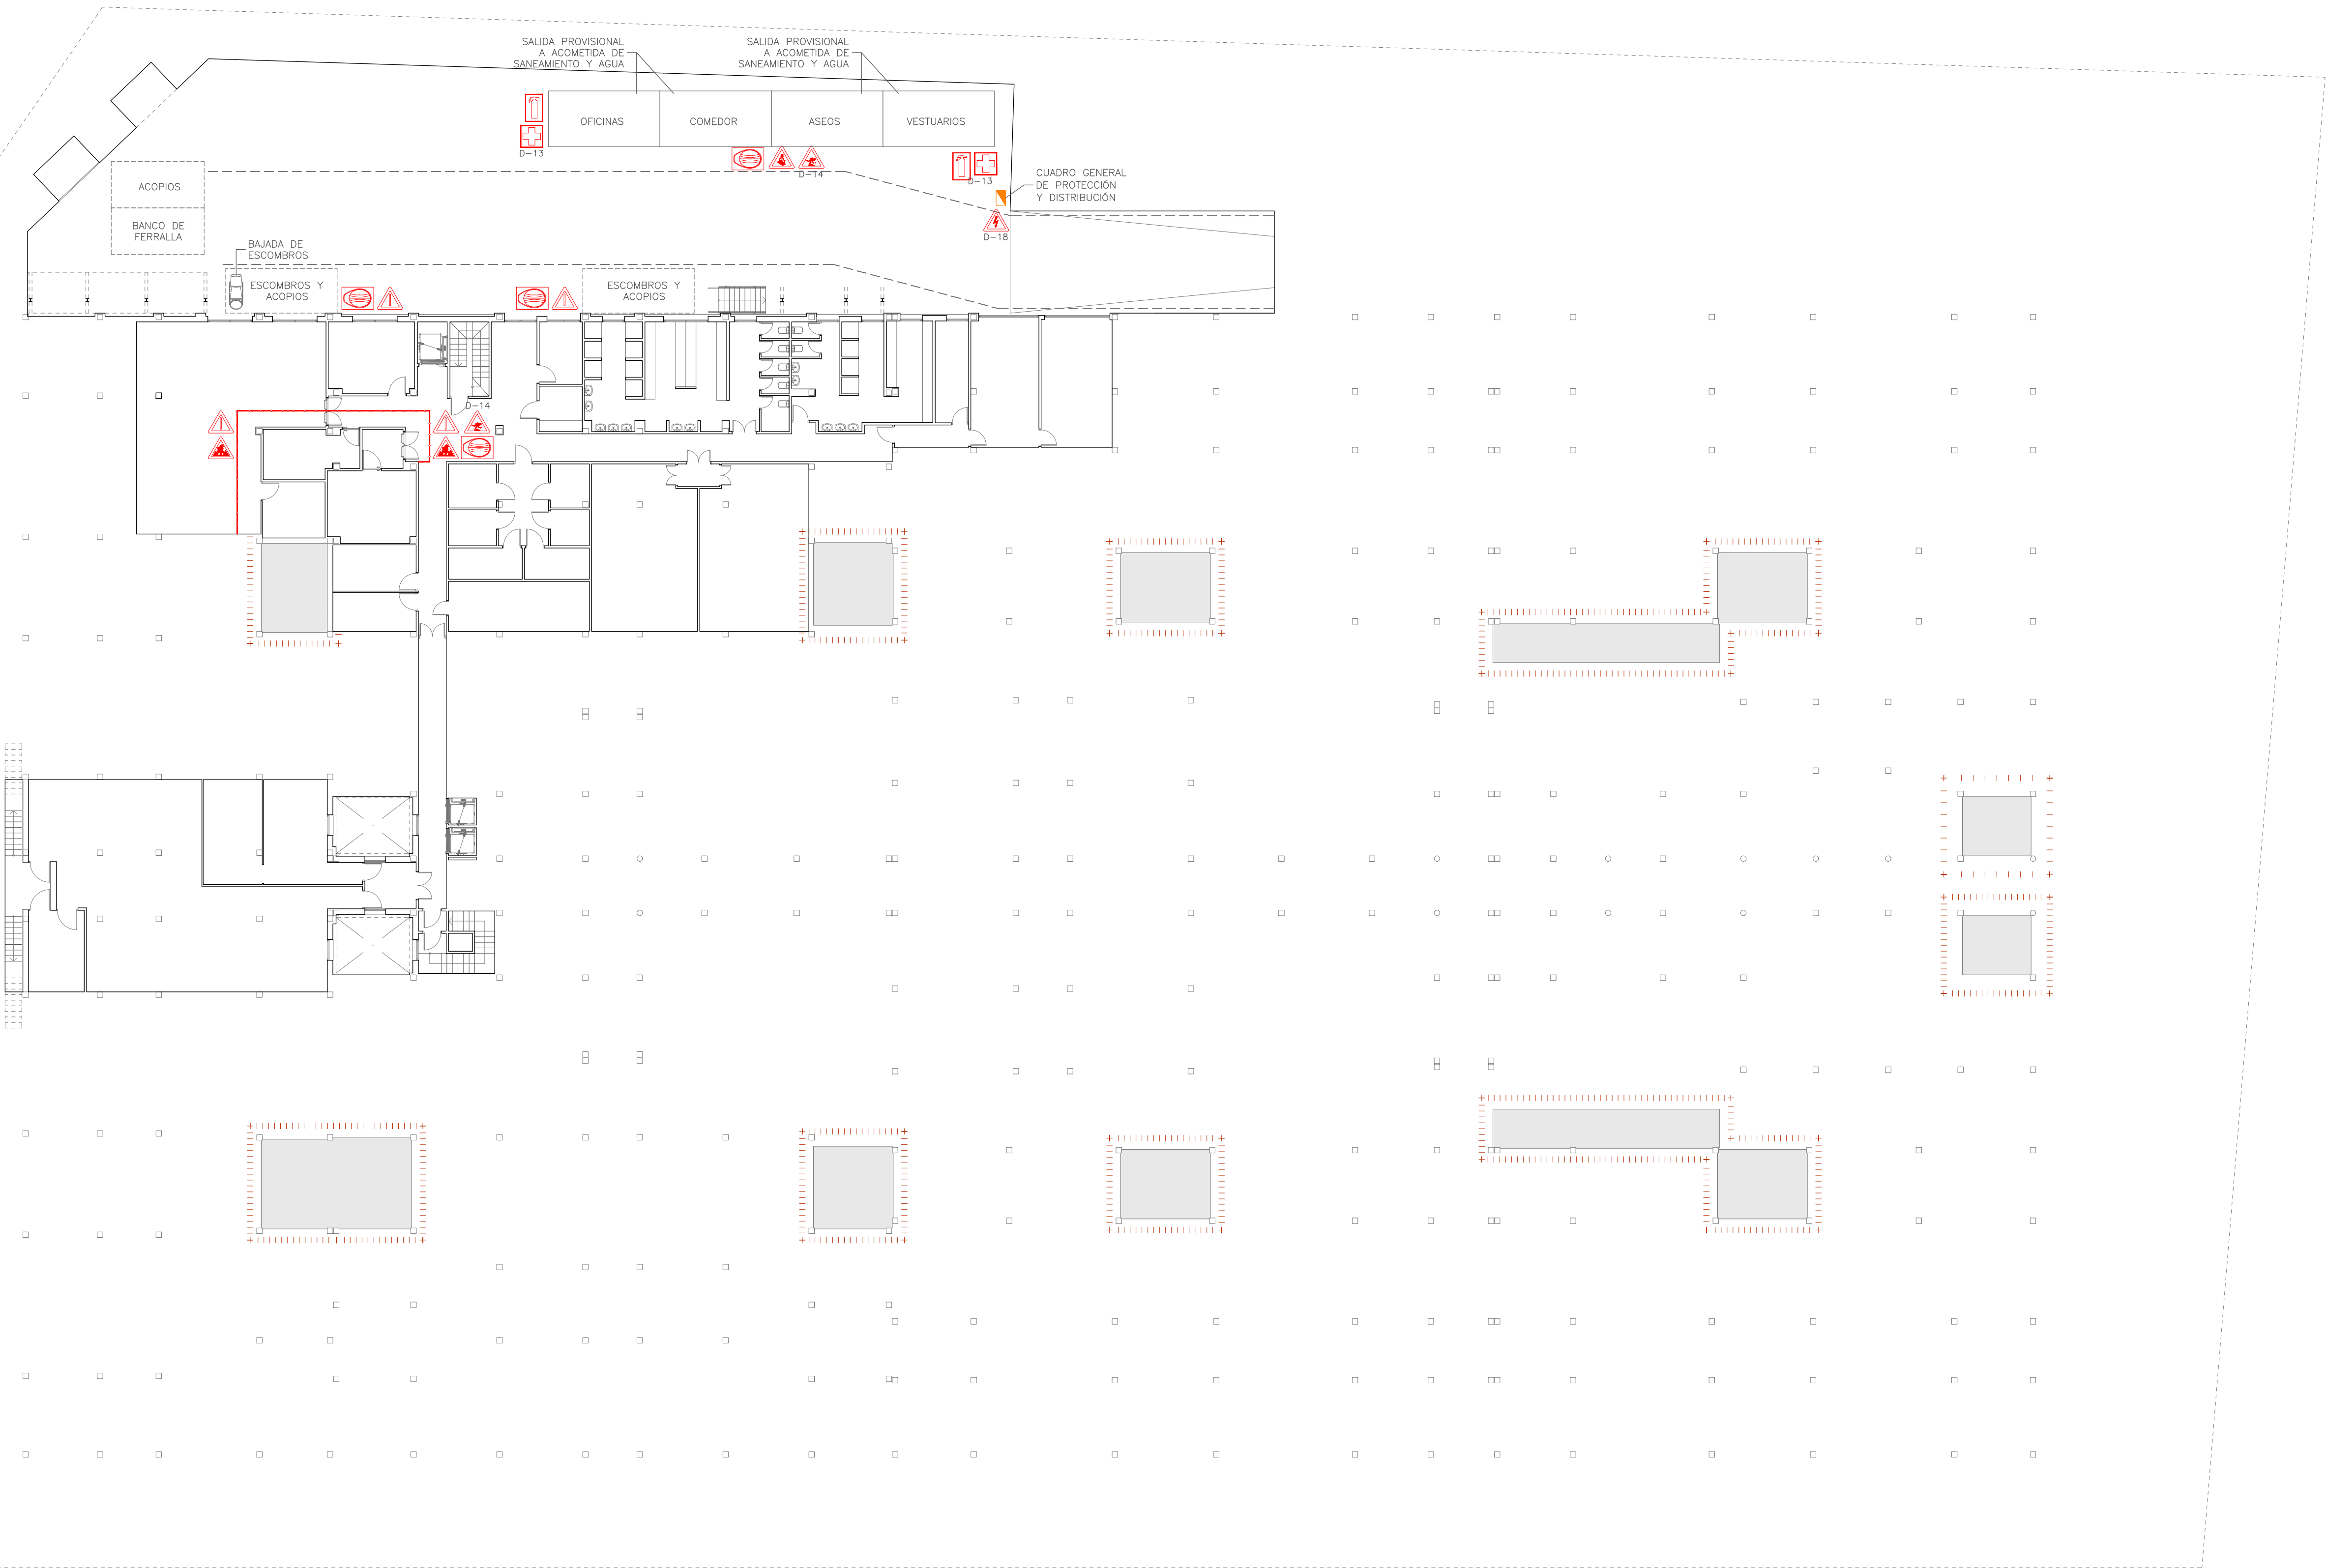 SALIDA PROVISIONAL
A ACOMETIDA DE
SANEAMIENTO Y AGUA
SALIDA PROVISIONAL
A ACOMETIDA DE
SANEAMIENTO Y AGUA
OFICINAS
COMEDOR
ASEOS
VESTUARIOS
D-13
D-14
D-13
CUADRO GENERAL
DE PROTECCIÓN
Y DISTRIBUCIÓN
D-18
ACOPIOS
BANCO DE
FERRALLA
BAJADA DE
ESCOMBROS
ESCOMBROS Y
ACOPIOS
ESCOMBROS Y
ACOPIOS
D-14